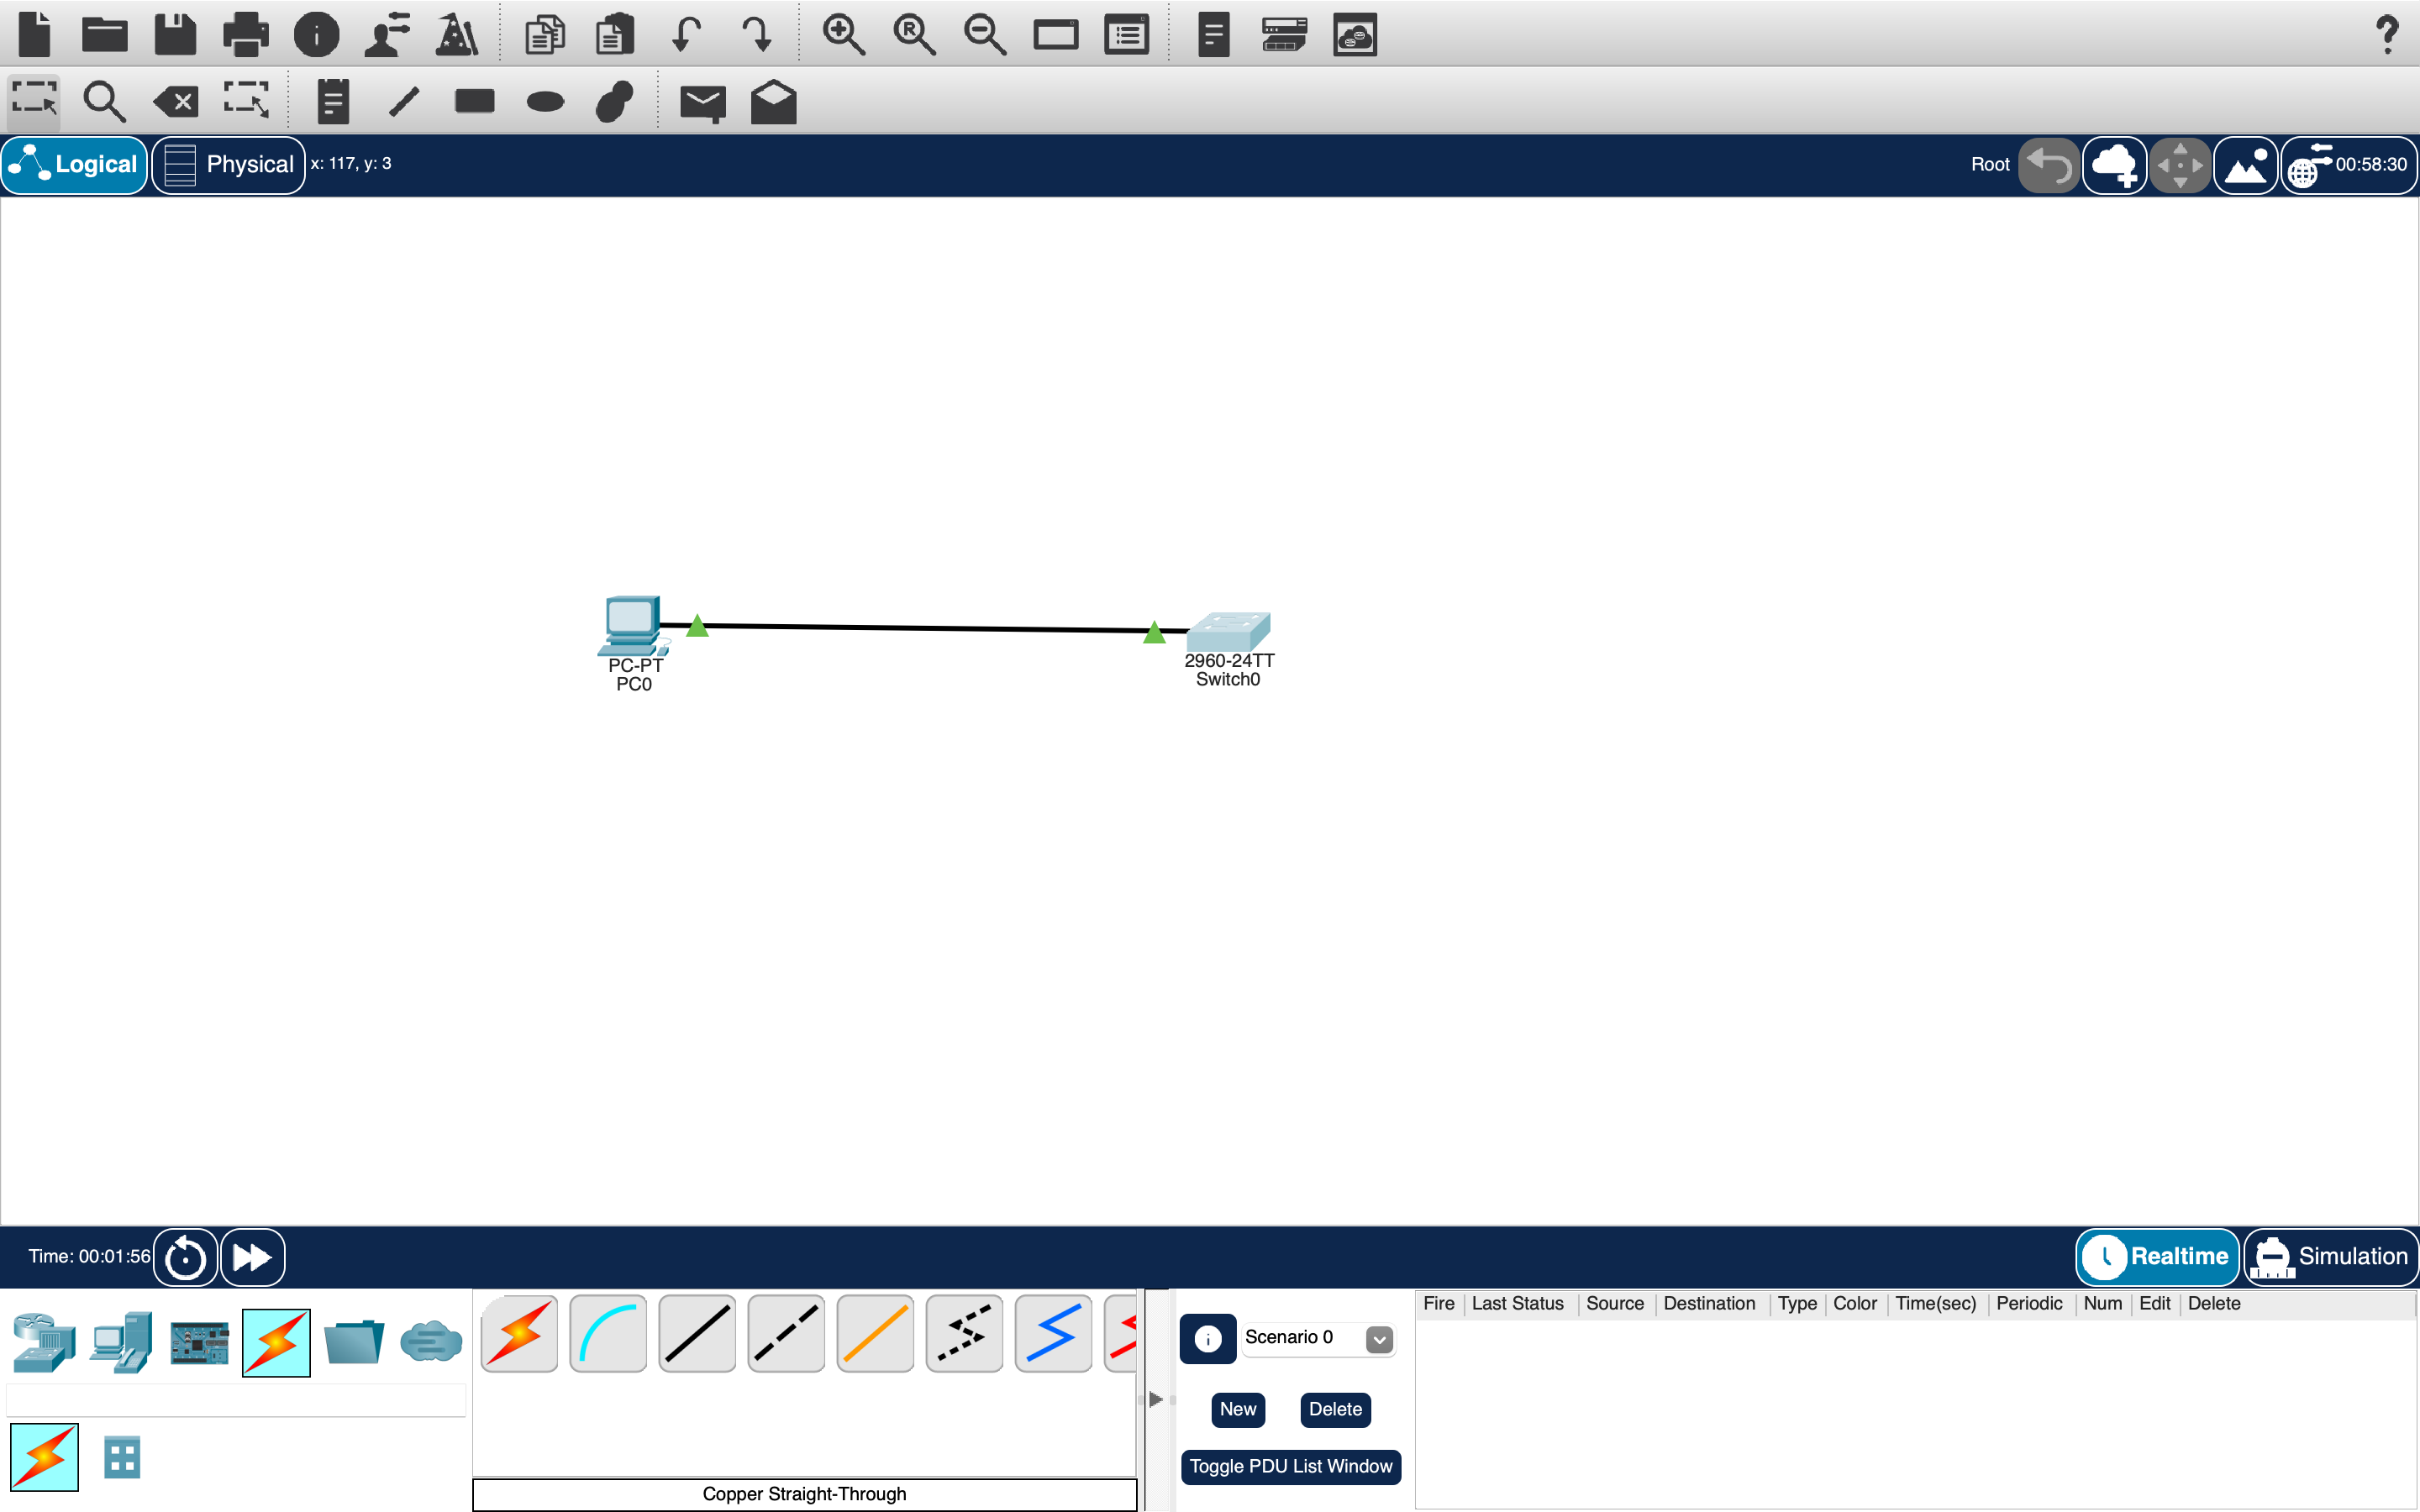 Logical
Physical
x: 117, y: 3
Root
00:58:30
PC-PT
PC0
2960-24TT
Switch0
Time: 00:01:56
Realtime
Simulation
Fire Last Status Source Destination Type Color Time(sec) Periodic Num Edit Delete
Scenario 0
New
Delete
Toggle PDU List Window
Copper Straight-Through